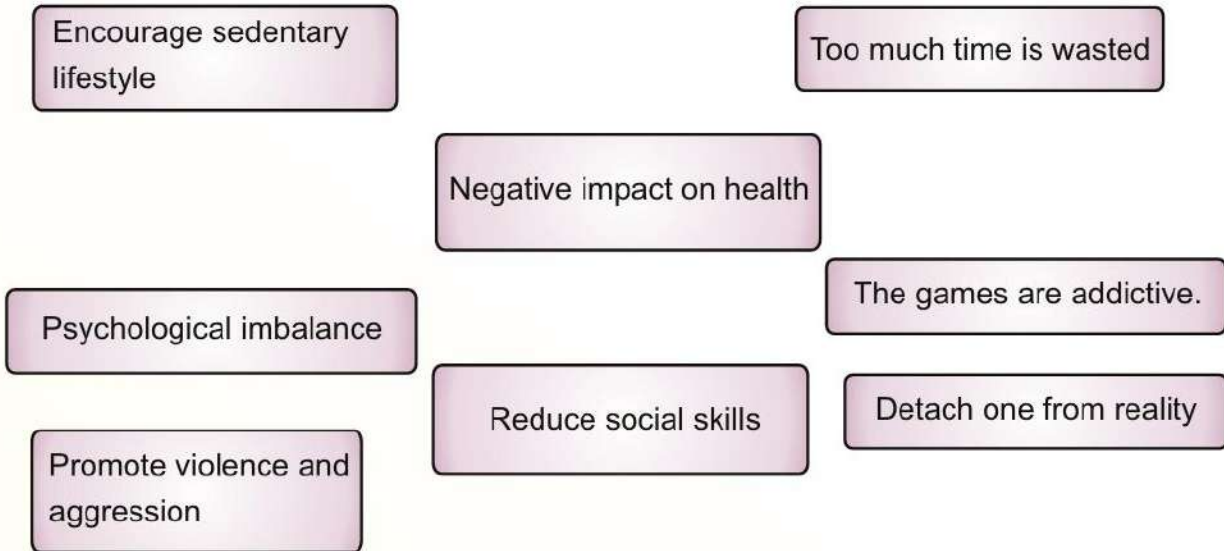 Encourage sedentary
lifestyle
Too much time is wasted
Negative impact on health
The games are addictive.
Psychological imbalance
Reduce social skills
Detach one from reality
Promote violence and
aggression